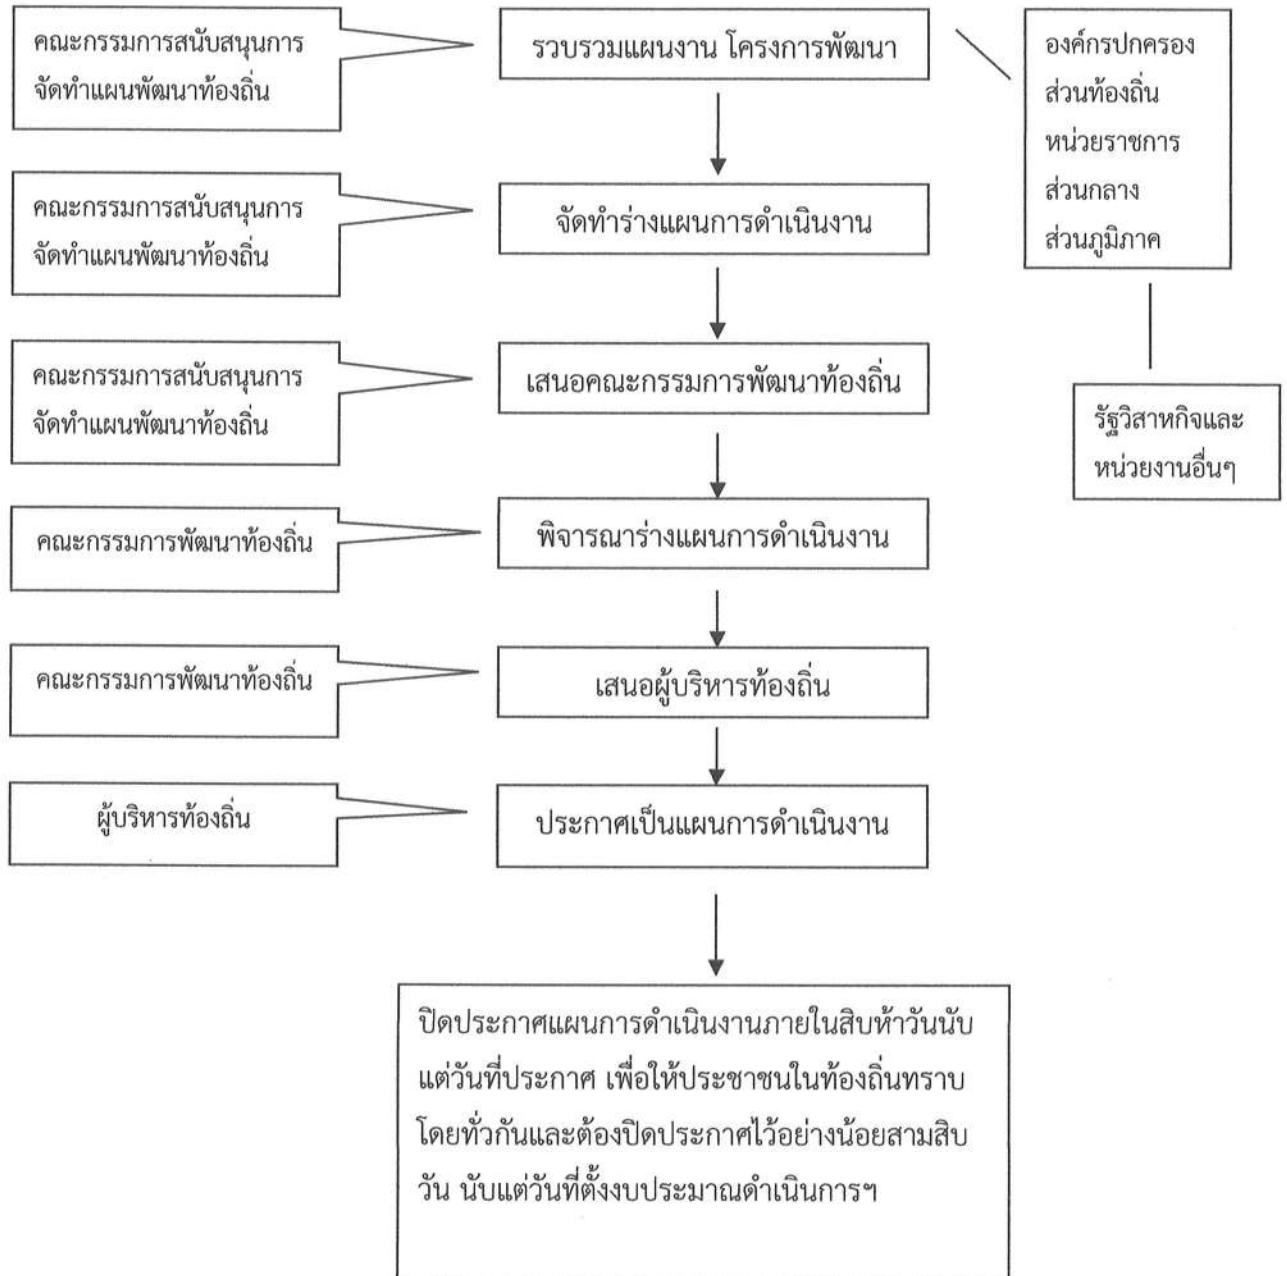 คณะกรรมการสนับสนุนการ
จัดทำแผนพัฒนาท้องถิ่น
รวบรวมแผนงาน โครงการพัฒนา
องค์กรปกครอง
ส่วนท้องถิ่น
หน่วยราชการ
ส่วนกลาง
ส่วนภูมิภาค
คณะกรรมการสนับสนุนการ
จัดทำแผนพัฒนาท้องถิ่น
จัดทำร่างแผนการดำเนินงาน
คณะกรรมการสนับสนุนการ
จัดทำแผนพัฒนาท้องถิ่น
เสนอคณะกรรมการพัฒนาท้องถิ่น
รัฐวิสาหกิจและ
หน่วยงานอื่นๆ
คณะกรรมการพัฒนาท้องถิ่น
พิจารณาร่างแผนการดำเนินงาน
คณะกรรมการพัฒนาท้องถิ่น
เสนอผู้บริหารท้องถิ่น
ผู้บริหารท้องถิ่น
ประกาศเป็นแผนการดำเนินงาน
ปิดประกาศแผนการดำเนินงานภายในสิบห้าวันนับ
แต่วันที่ประกาศ เพื่อให้ประชาชนในท้องถิ่นทราบ
โดยทั่วกันและต้องปิดประกาศไว้อย่างน้อยสามสิบ
วัน นับแต่วันที่ตั้งงบประมาณดำเนินการฯ